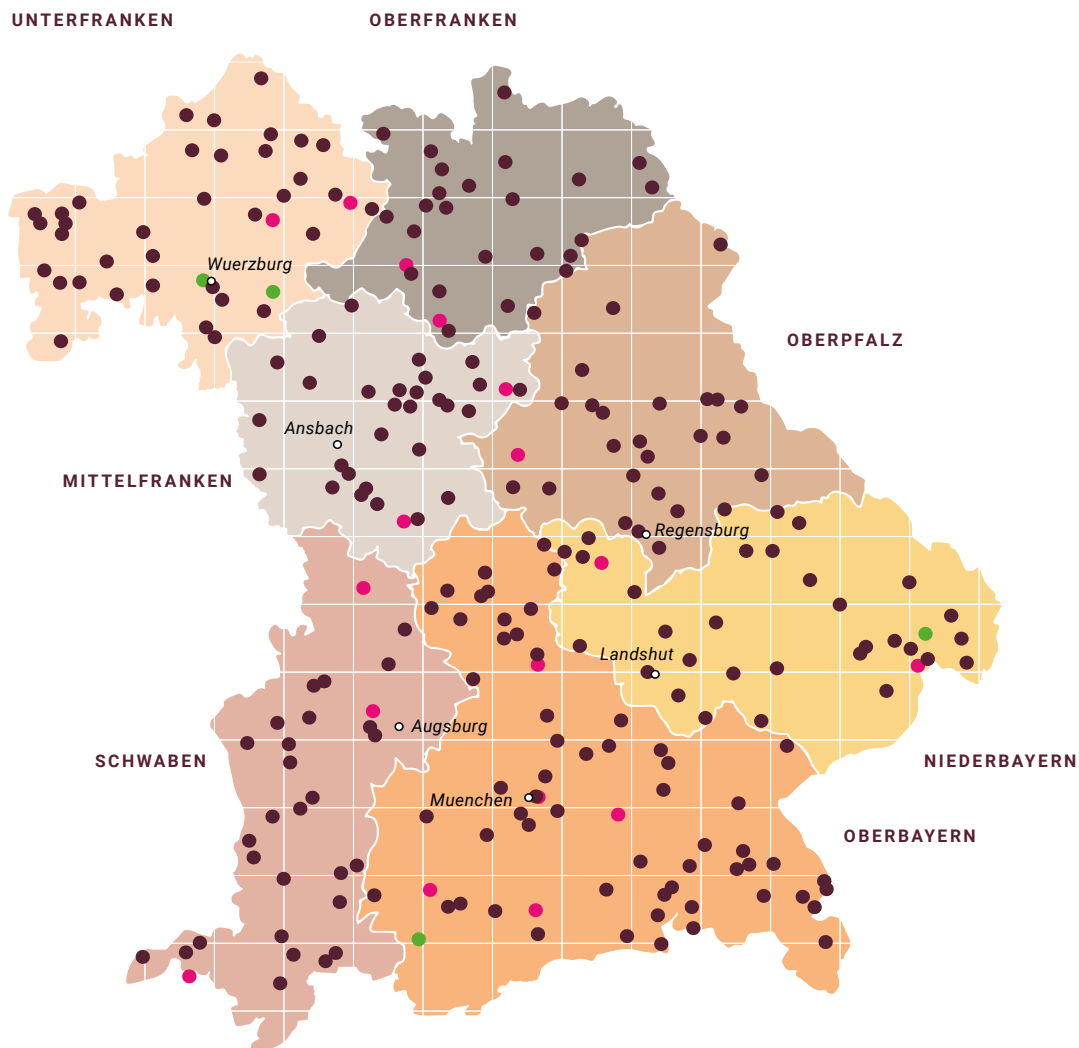 UNTERFRANKEN
OBERFRANKEN
Wuerzburg
OBERPFALZ
Ansbach
MITTELFRANKEN
Regensburg
Landshut
Augsburg
SCHWABEN
NIEDERBAYERN
Muenchen
OBERBAYERN